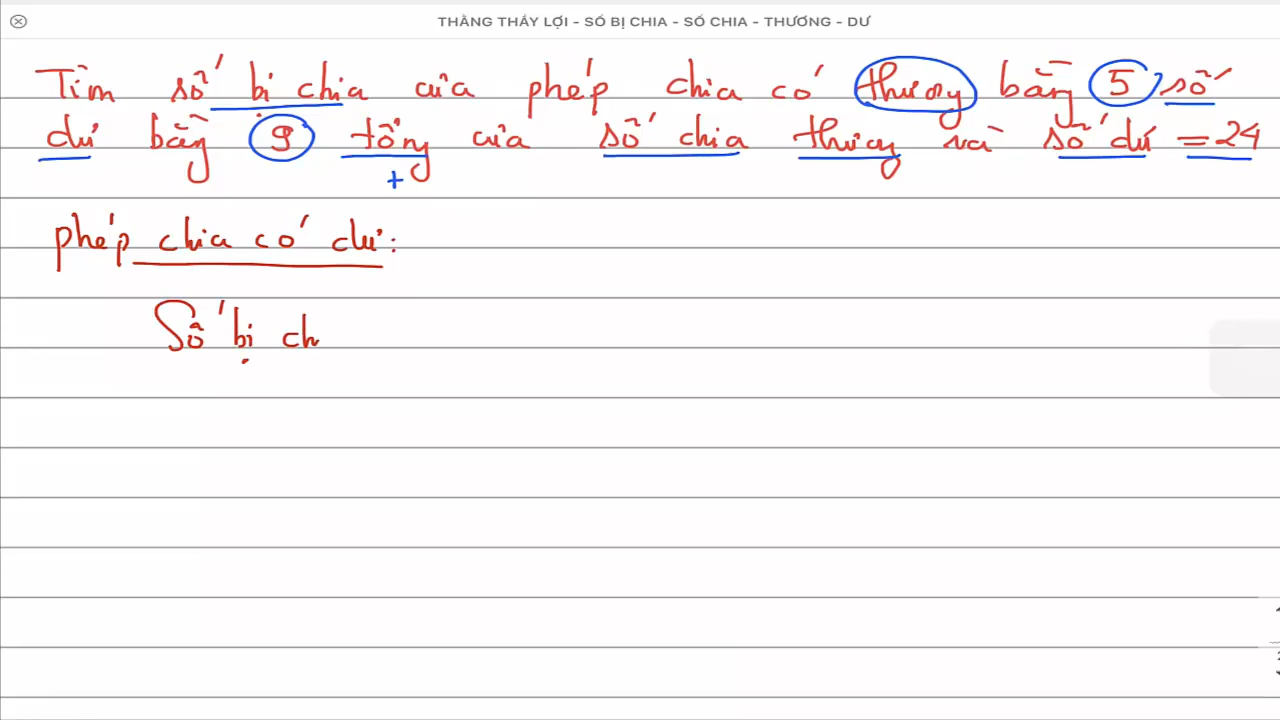 THẰNG THẦY LỢI - SỐ BỊ CHIA - SỐ CHIA - THƯƠNG - DƯ
Tìm số bị chia của phép chia có thương bằng 5, số
dư bằng 9 tổng của số chia thương và số dư = 24
+
phép chia có dư:
Số bị ch